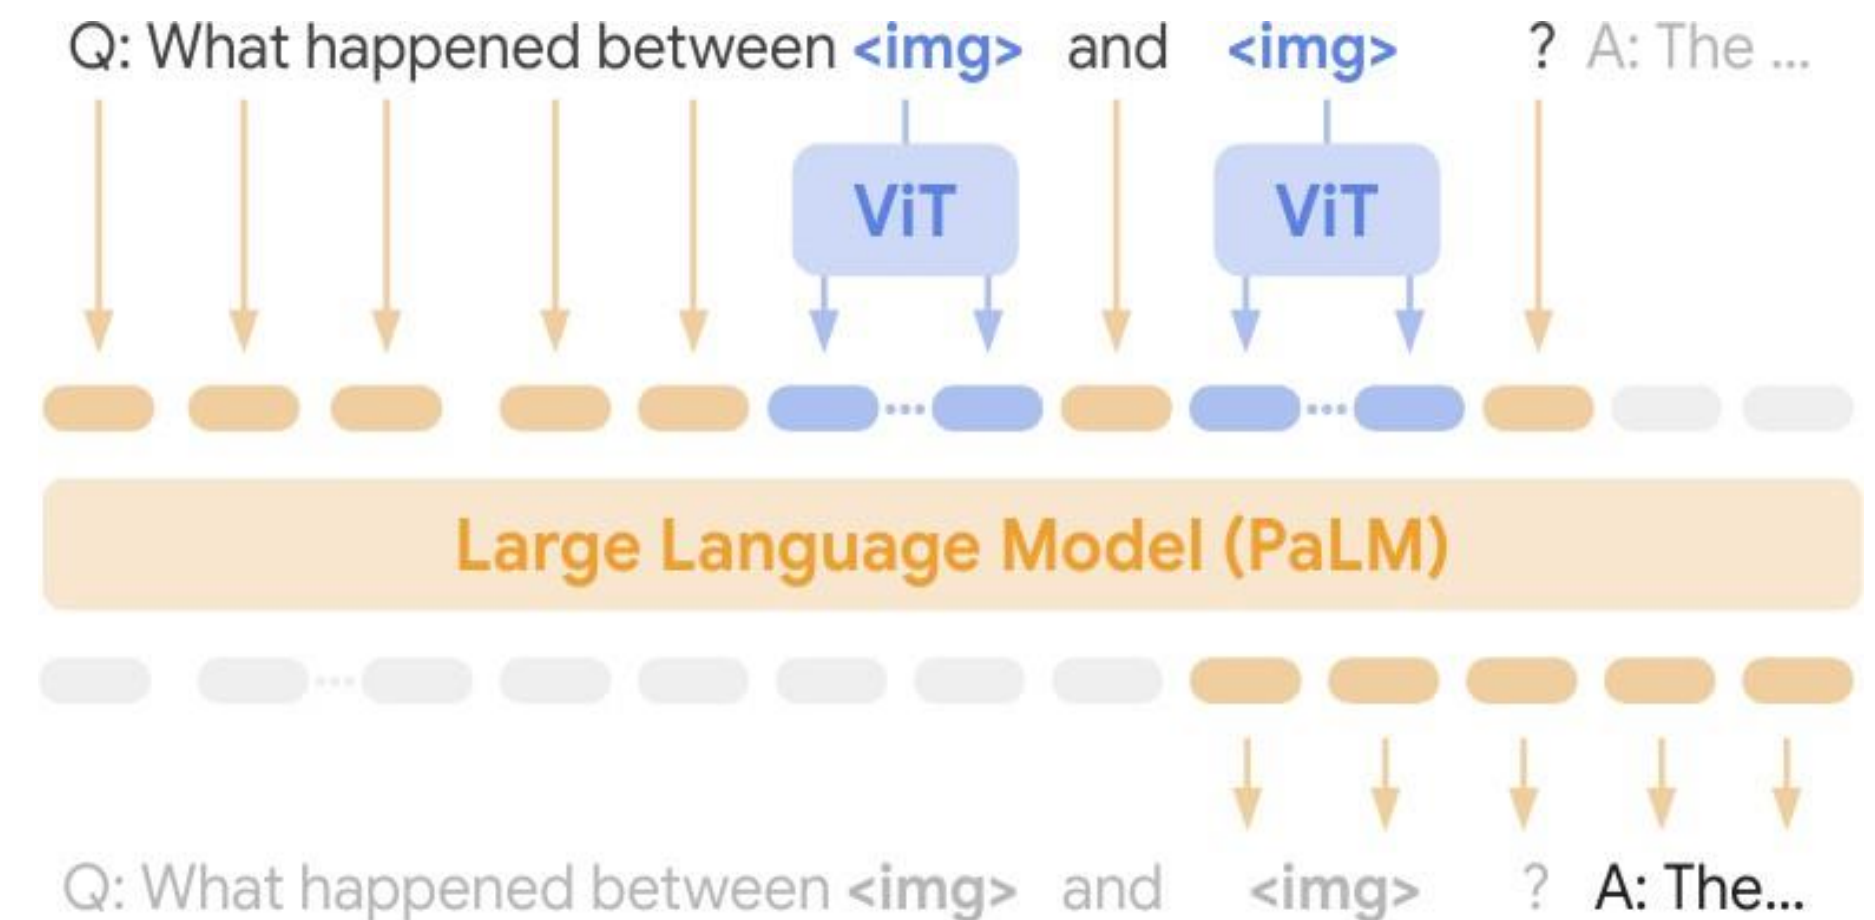 Q: What happened between <img> and <img> ? A: The ...
ViT ViT
Large Language Model (PaLM)
Q: What happened between <img> and <img> ? A: The...